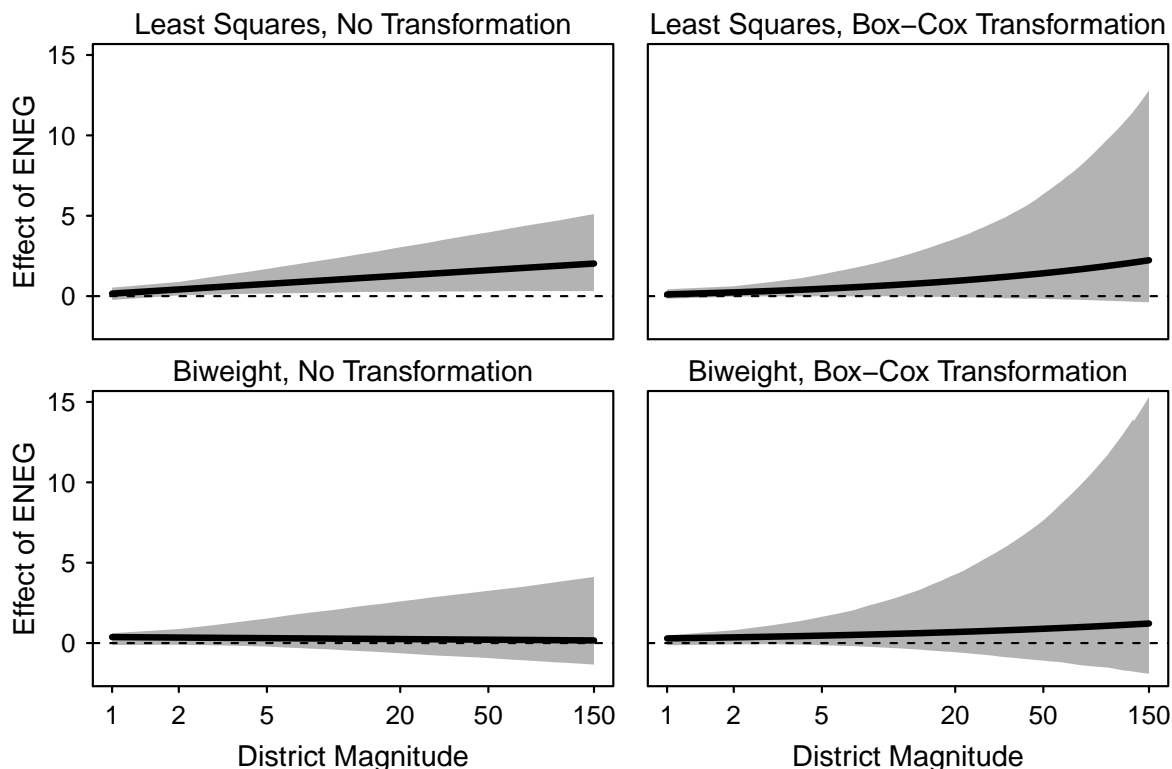 Least Squares, No Transformation
Least Squares, Box−Cox Transformation
Effect of ENEG
15
10
5
0
Biweight, No Transformation
Biweight, Box−Cox Transformation
Effect of ENEG
15
10
5
0
1 2 5 20 50 150
1 2 5 20 50 150
District Magnitude
District Magnitude